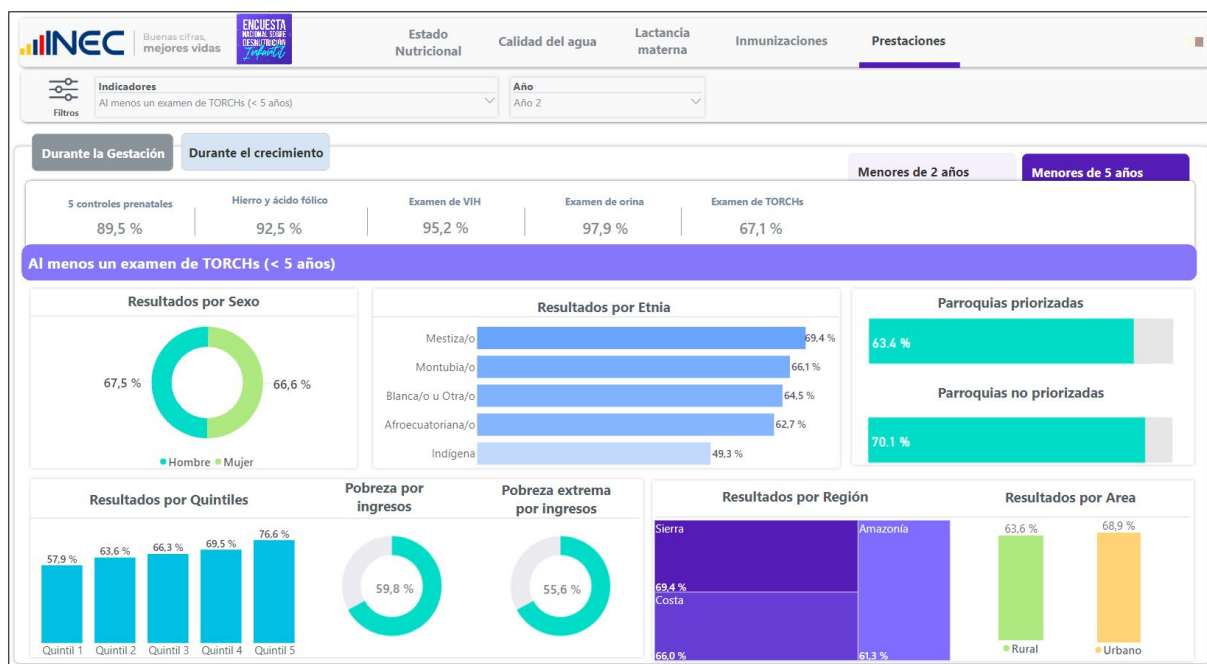 INEC
Buenas cifras,
mejores vidas
ENCUESTA
NACIONAL SOBRE
DESNUTRICIÓN
Infantil
Estado
Nutricional
Calidad del agua
Lactancia
materna
Inmunizaciones
Prestaciones
Filtros
Indicadores
Al menos un examen de TORCHs (< 5 años)
Año
Año 2
Durante la Gestación
Durante el crecimiento
Menores de 2 años
Menores de 5 años
5 controles prenatales
89,5 %
Hierro y ácido fólico
92,5 %
Examen de VIH
95,2 %
Examen de orina
97,9 %
Examen de TORCHs
67,1 %
Al menos un examen de TORCHs (< 5 años)
Resultados por Sexo
67,5 %
66,6 %
Hombre Mujer
Resultados por Etnia
Mestiza/o 69,4 %
Montubia/o 66,1 %
Blanca/o u Otra/o 64,5 %
Afroecuatoriana/o 62,7 %
Indígena 49,3 %
Parroquias priorizadas
63.4 %
Parroquias no priorizadas
70.1 %
Resultados por Quintiles
57,9 % 63,6 % 66,3 % 69,5 % 76,6 %
Quintil 1 Quintil 2 Quintil 3 Quintil 4 Quintil 5
Pobreza por
ingresos
59,8 %
Pobreza extrema
por ingresos
55,6 %
Resultados por Región
Sierra
69,4 %
Costa
66,0 %
Amazonía
61,3 %
Resultados por Area
63,6 % 68,9 %
Rural Urbano